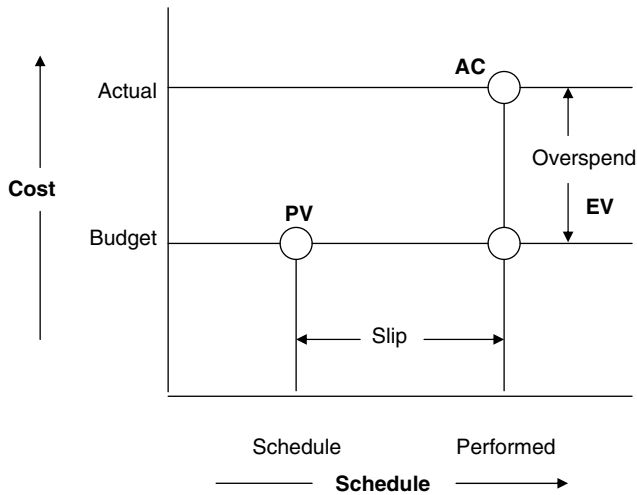 AC
Actual
Overspend
Cost
PV
EV
Budget
Slip
Schedule
Performed
Schedule